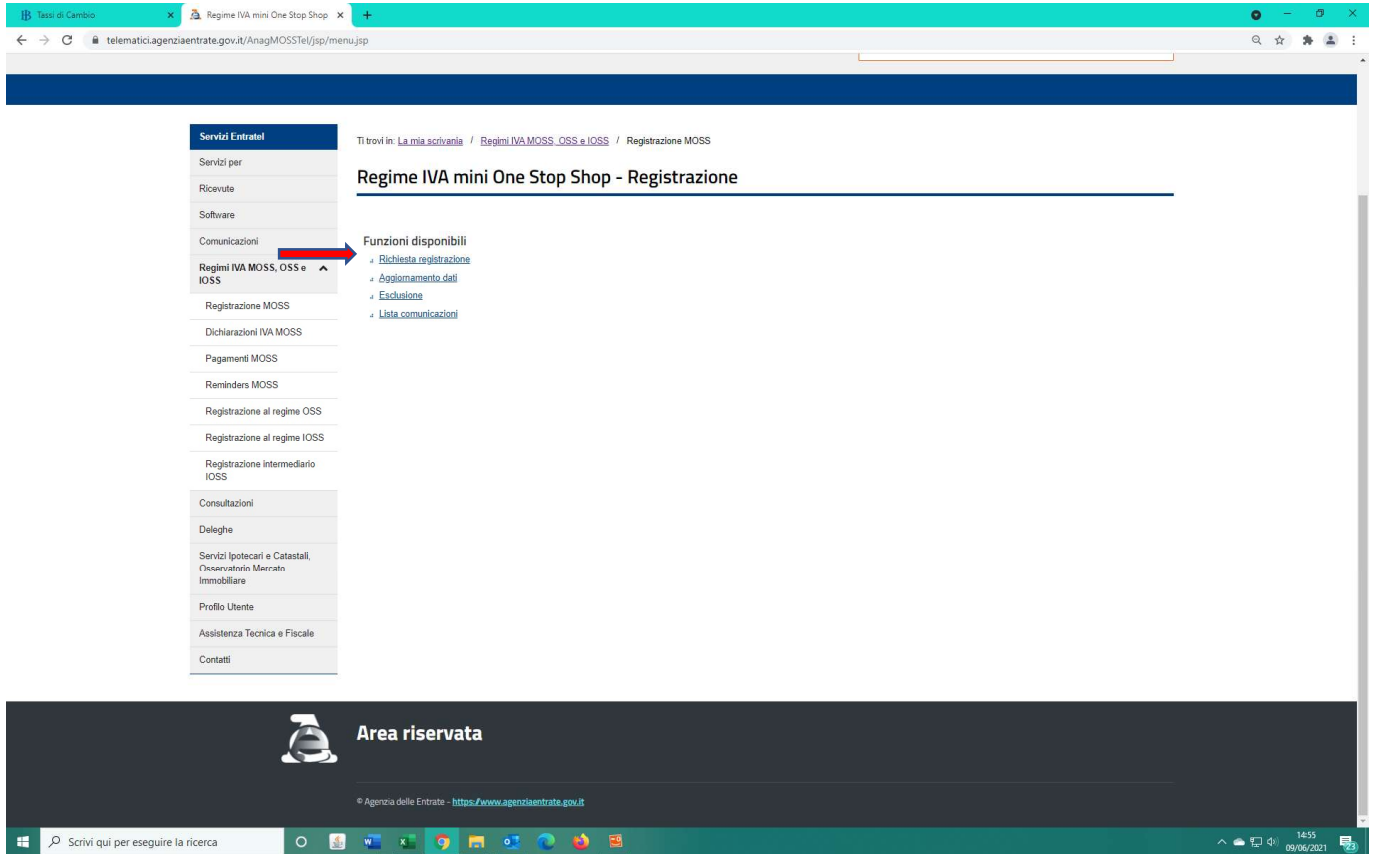 Tassi di Cambio
Regime IVA mini One Stop Shop
telematici.agenziaentrate.gov.it/AnagMOSSTel/jsp/menu.jsp
Servizi Entratel
Servizi per
Ricevute
Software
Comunicazioni
Regimi IVA MOSS, OSS e
IOSS
Registrazione MOSS
Dichiarazioni IVA MOSS
Pagamenti MOSS
Reminders MOSS
Registrazione al regime OSS
Registrazione al regime IOSS
Registrazione intermediario
IOSS
Consultazioni
Deleghe
Servizi Ipotecari e Catastali,
Osservatorio Mercato
Immobiliare
Profilo Utente
Assistenza Tecnica e Fiscale
Contatti
Ti trovi in: La mia scrivania / Regimi IVA MOSS, OSS e IOSS / Registrazione MOSS
Regime IVA mini One Stop Shop - Registrazione
Funzioni disponibili
Richiesta registrazione
Aggiornamento dati
Esclusione
Lista comunicazioni
Area riservata
© Agenzia delle Entrate - https://www.agenziaentrate.gov.it
Scrivi qui per eseguire la ricerca
14:55
09/06/2021
23